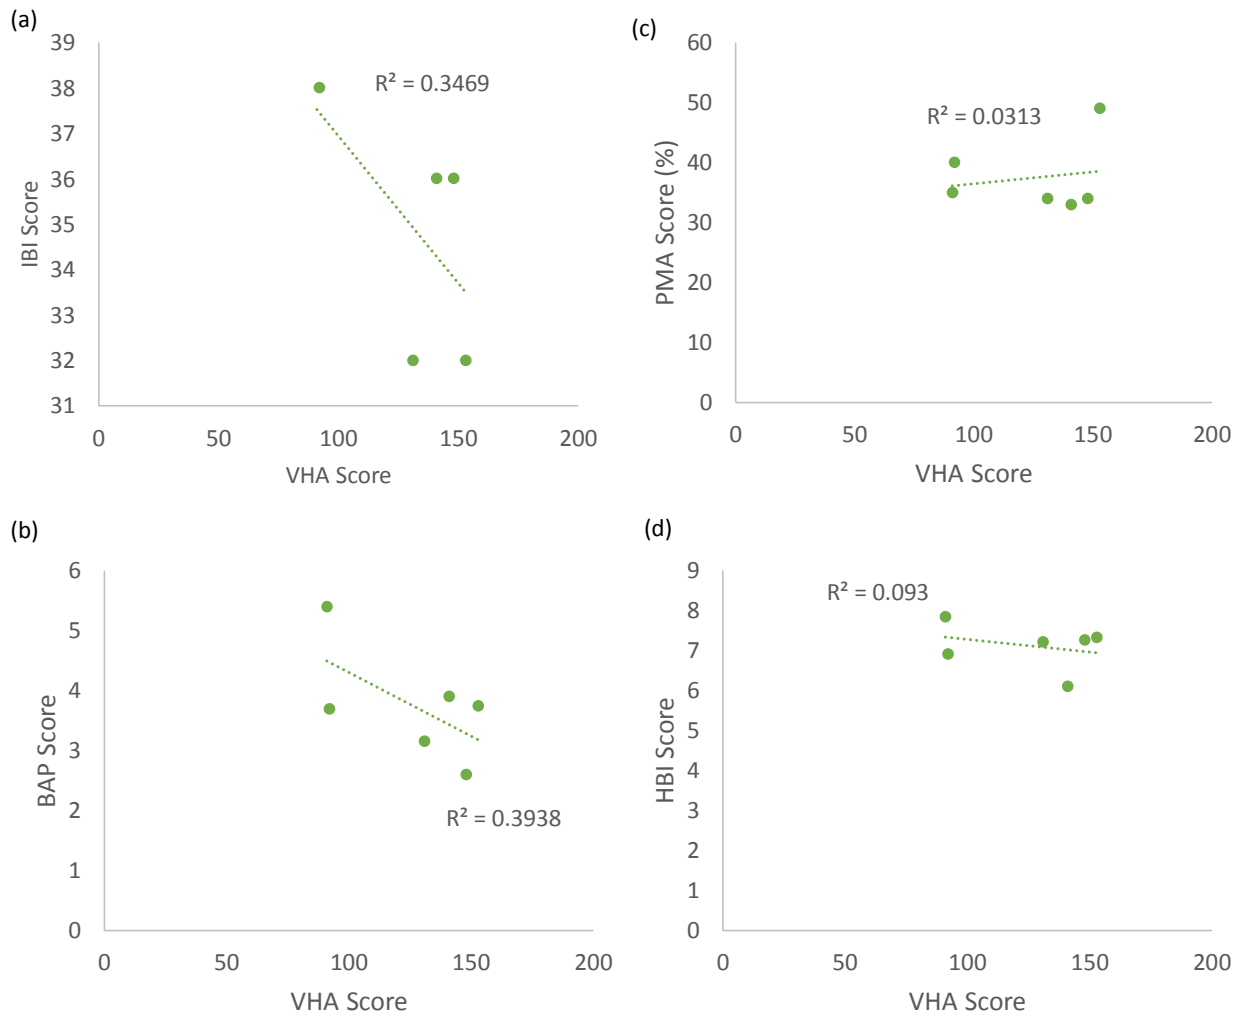 (a)
39
38
37
36
35
34
33
32
31
IBI Score
R² = 0.3469
0 50 100 150 200
VHA Score
(c)
60
50
40
30
20
10
0
PMA Score (%)
R² = 0.0313
0 50 100 150 200
VHA Score
(b)
6
5
4
3
2
1
0
BAP Score
R² = 0.3938
0 50 100 150 200
VHA Score
(d)
9
8
7
6
5
4
3
2
1
0
HBI Score
R² = 0.093
0 50 100 150 200
VHA Score